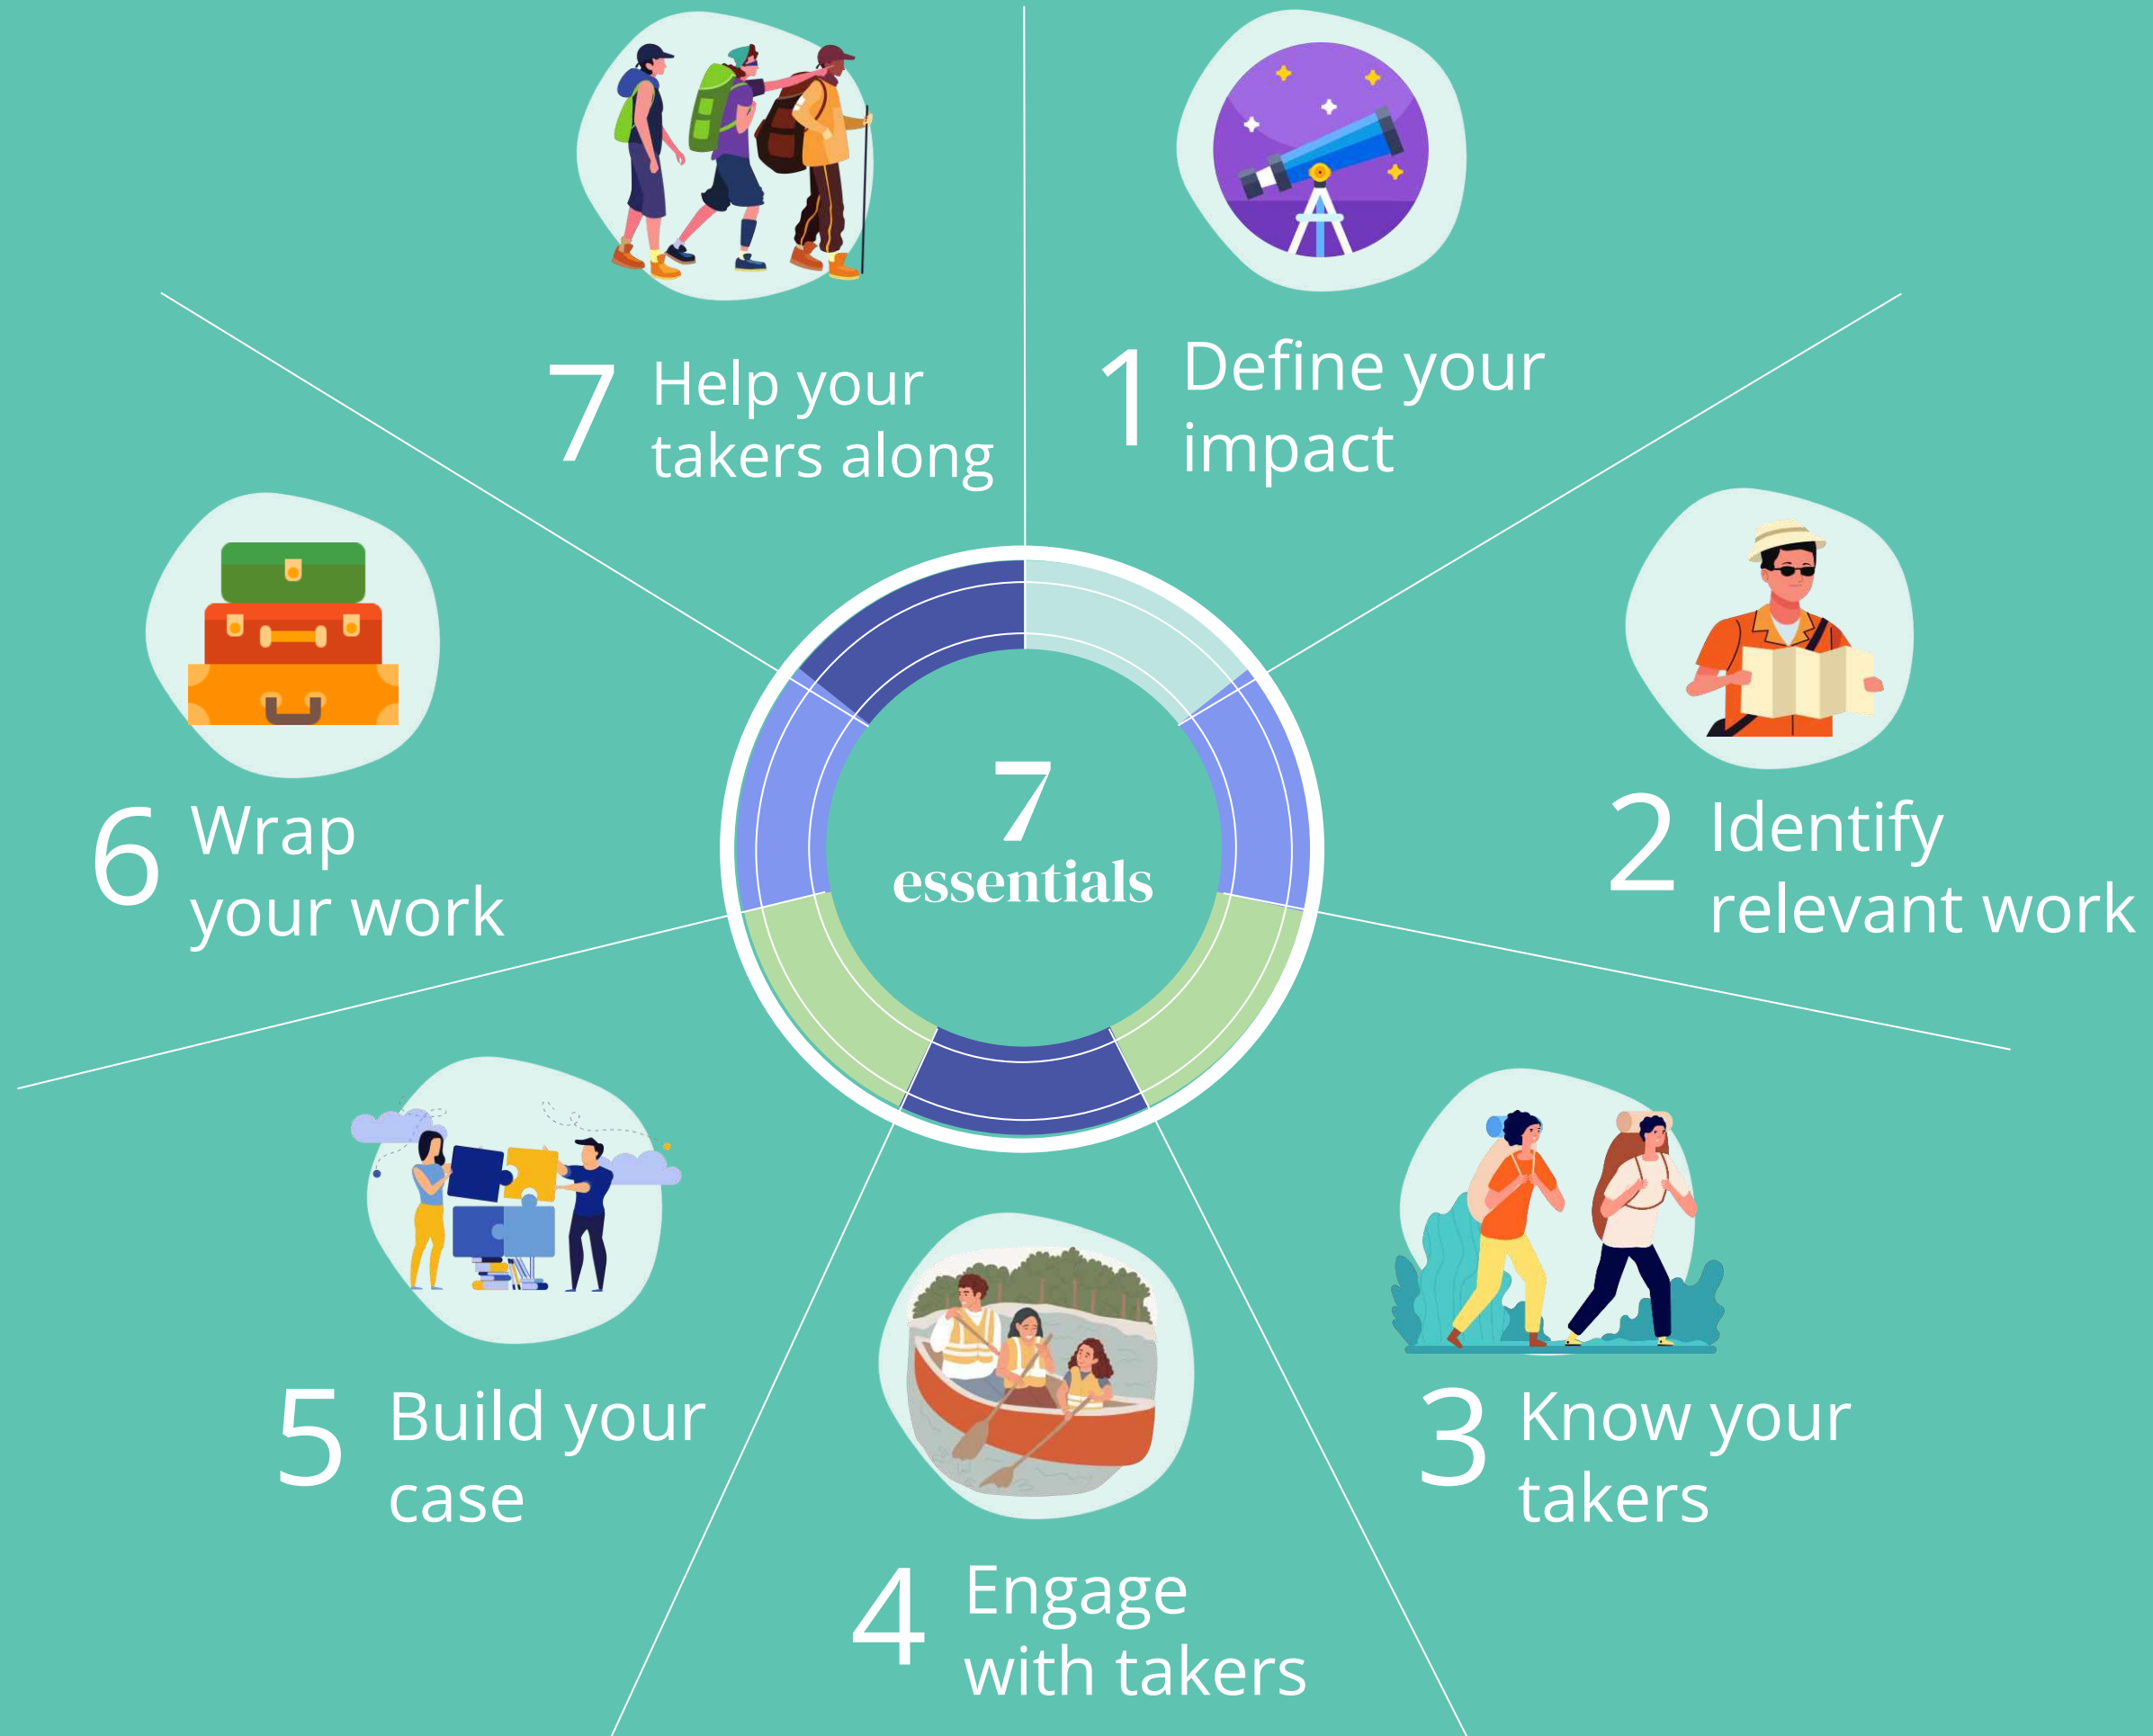 7
essentials
1
Define your
impact
2
Identify
relevant work
3
Know your
takers
4
Engage
with takers
5
Build your
case
6
Wrap
your work
7
Help your
takers along